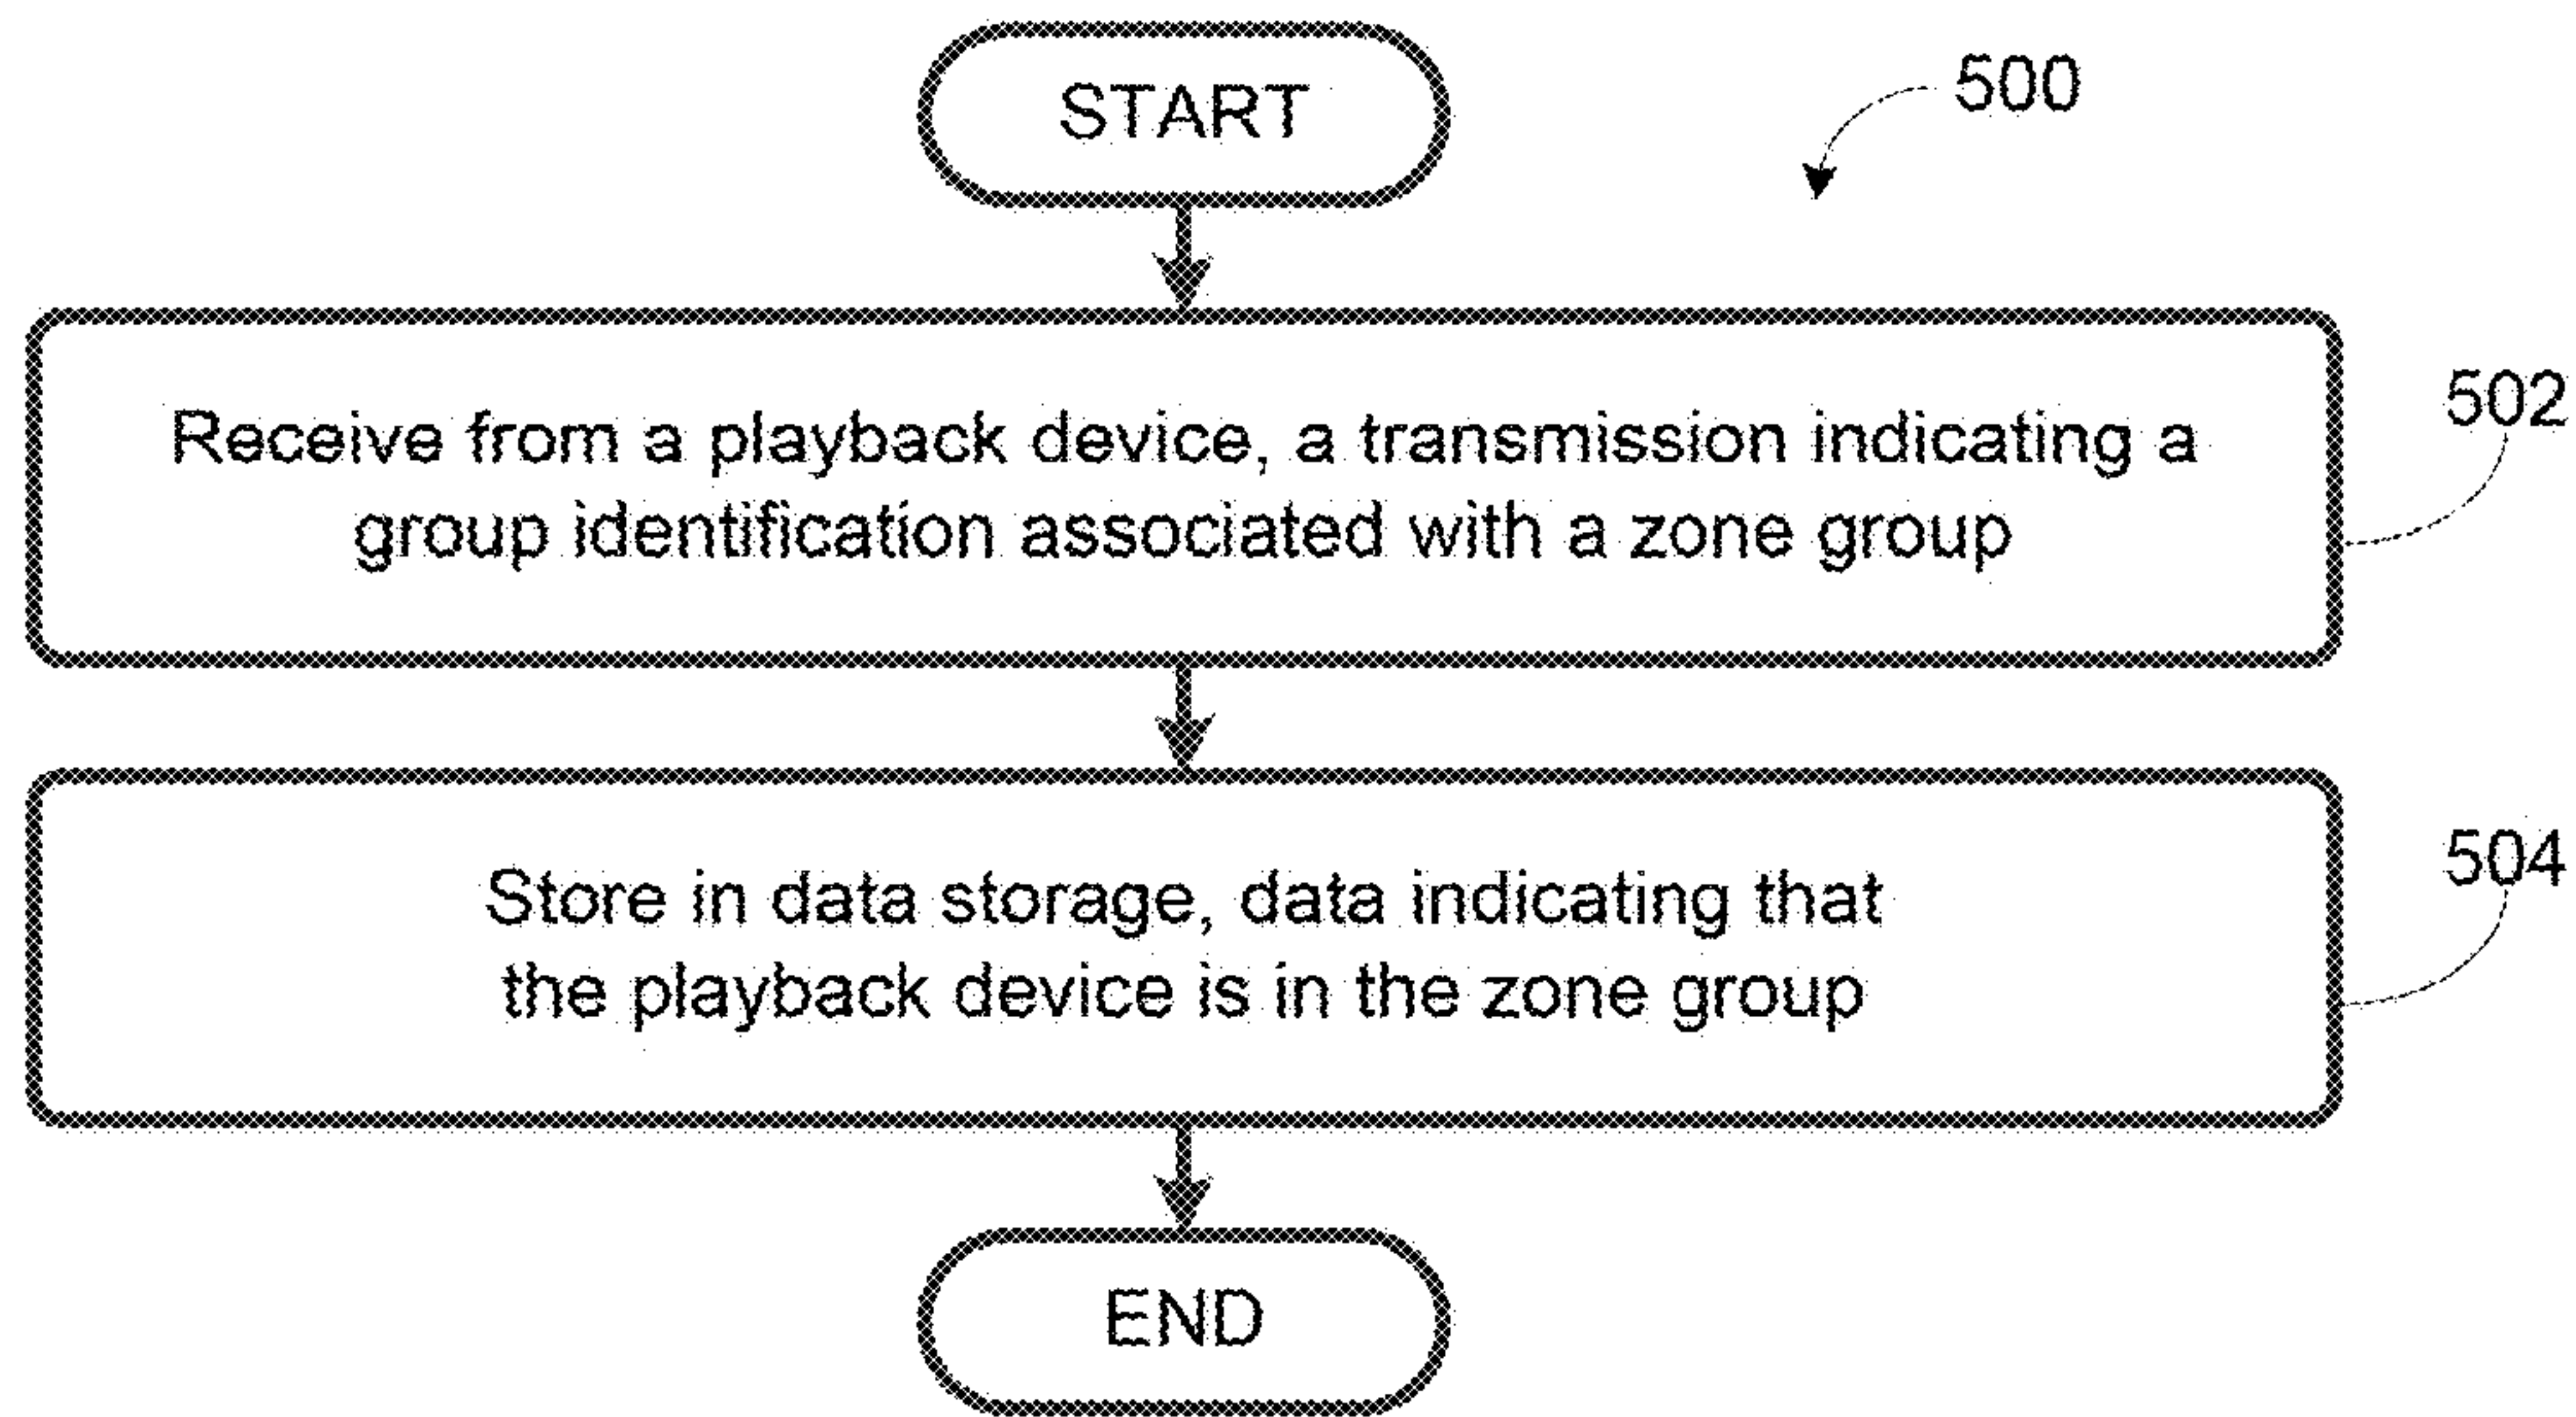 START
500
Receive from a playback device, a transmission indicating a
group identification associated with a zone group
502
Store in data storage, data indicating that
the playback device is in the zone group
504
END